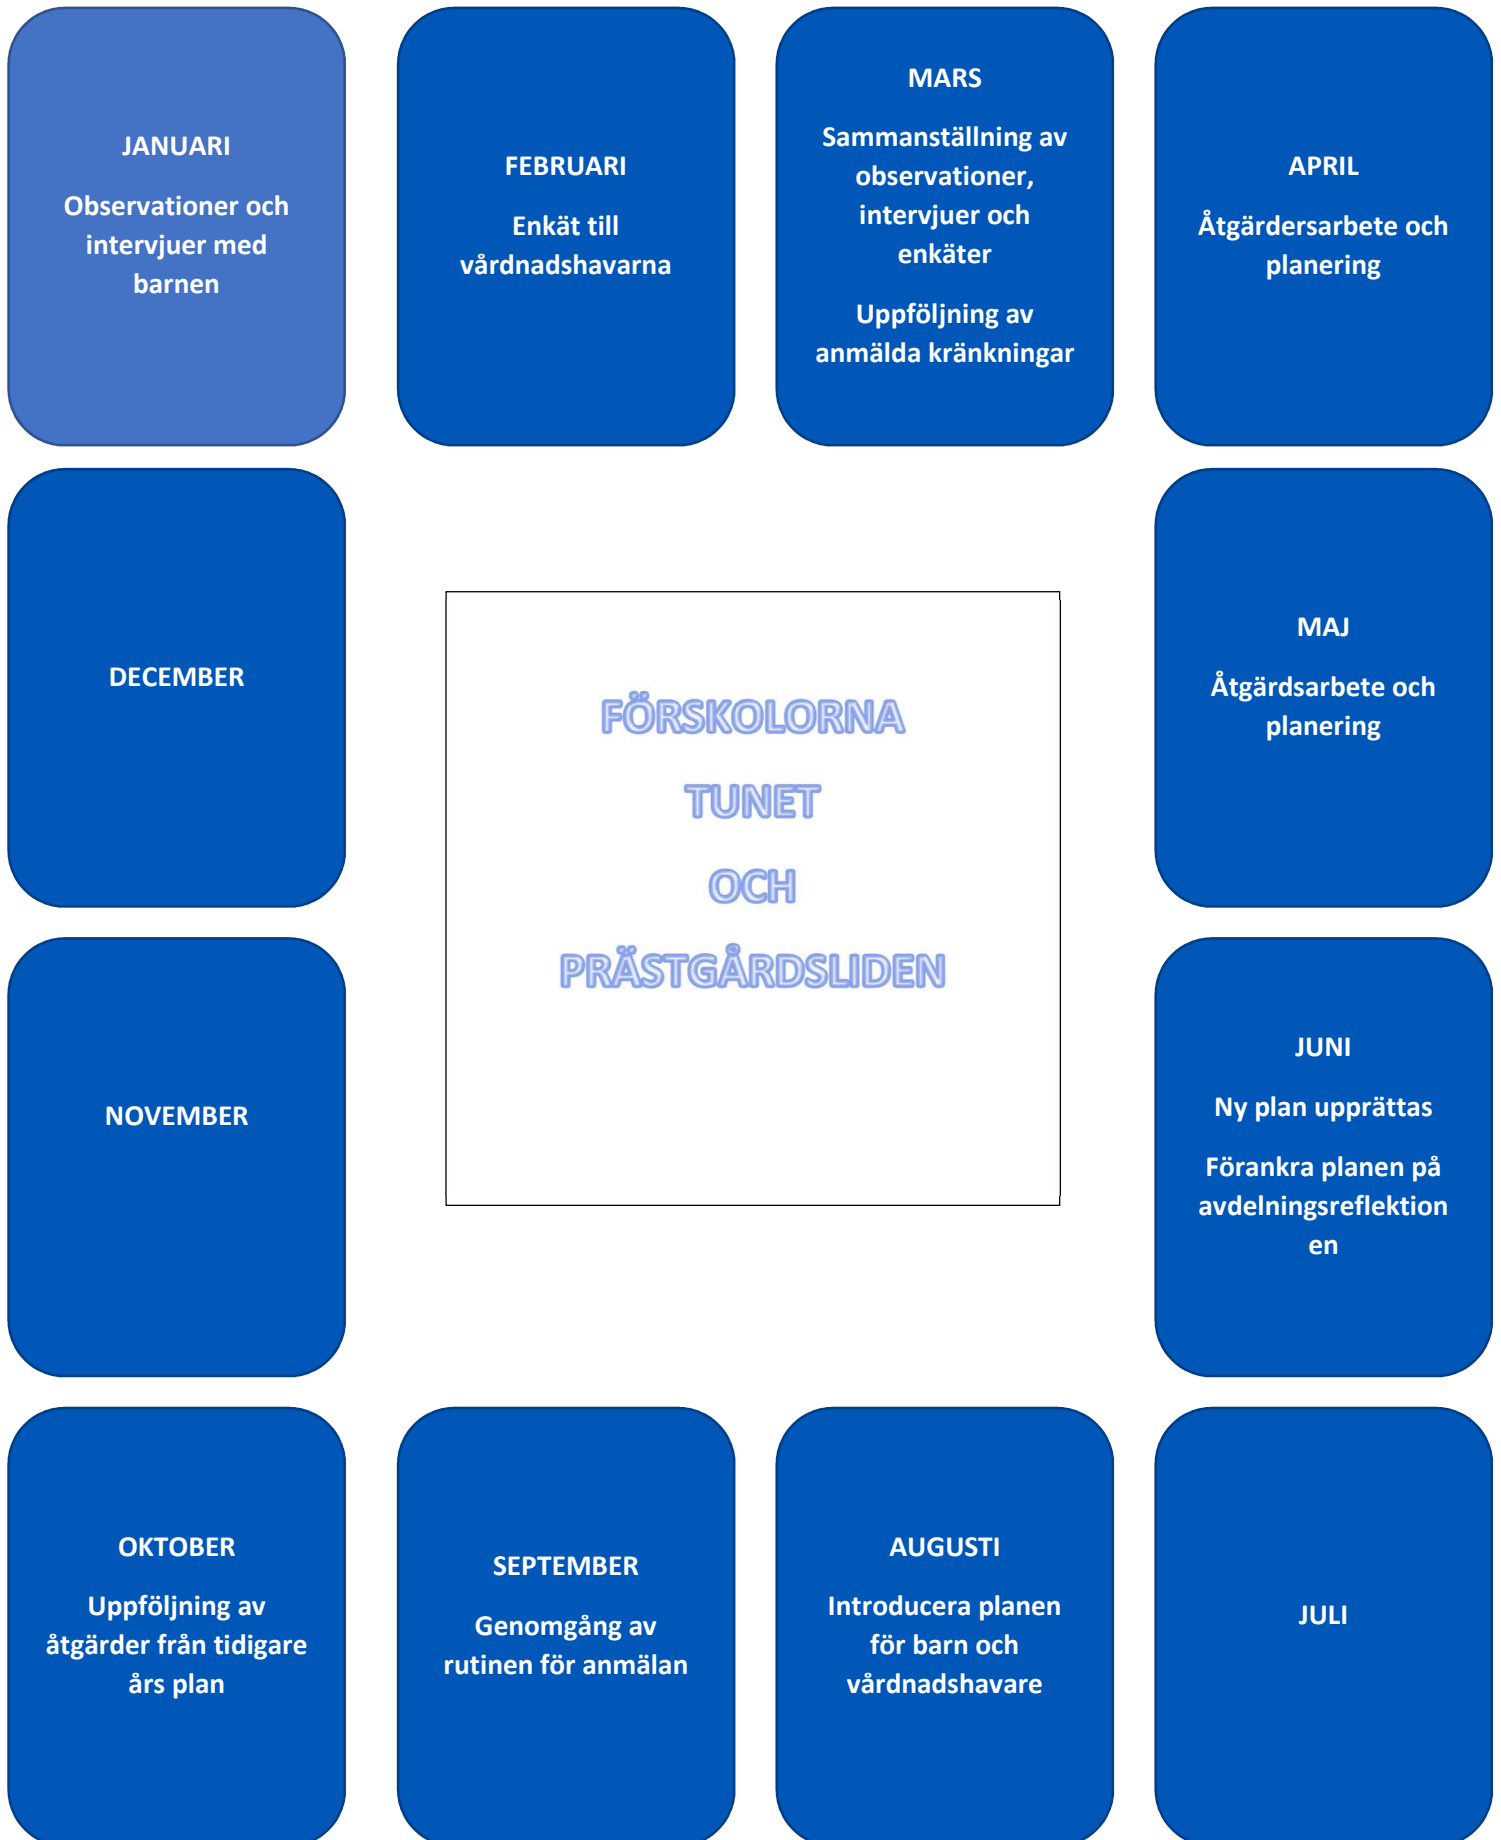 JANUARI
Observationer och
intervjuer med
barnen
FEBRUARI
Enkät till
vårdnadshavarna
MARS
Sammanställning av
observationer,
intervjuer och
enkäter
Uppföljning av
anmälda kränkningar
APRIL
Åtgärdersarbete och
planering
DECEMBER
FÖRSKOLORNA
TUNET
OCH
PRÄSTGÅRDSLIDEN
MAJ
Åtgärdsarbete och
planering
NOVEMBER
JUNI
Ny plan upprättas
Förankra planen på
avdelningsreflektion
en
OKTOBER
Uppföljning av
åtgärder från tidigare
års plan
SEPTEMBER
Genomgång av
rutinen för anmälan
AUGUSTI
Introducera planen
för barn och
vårdnadshavare
JULI